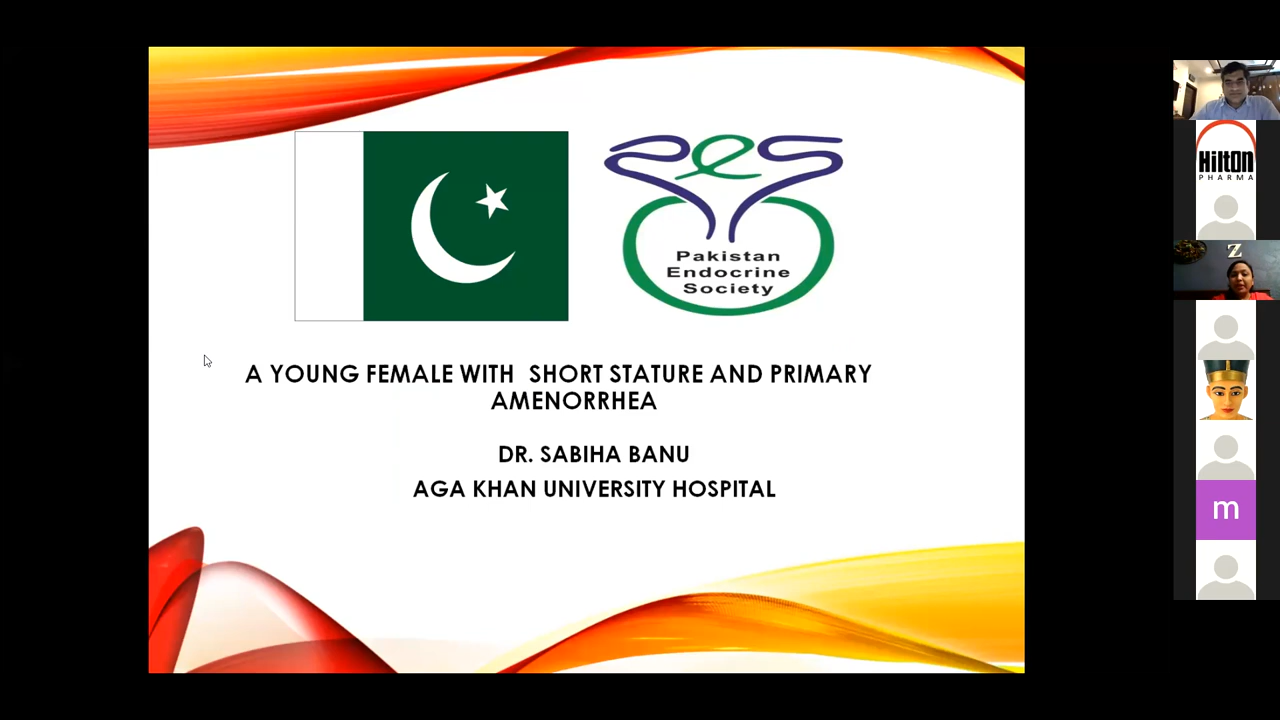 pes
Pakistan
Endocrine
Society
A YOUNG FEMALE WITH SHORT STATURE AND PRIMARY
AMENORRHEA
DR. SABIHA BANU
AGA KHAN UNIVERSITY HOSPITAL
Hilton
PHARMA
Z
m